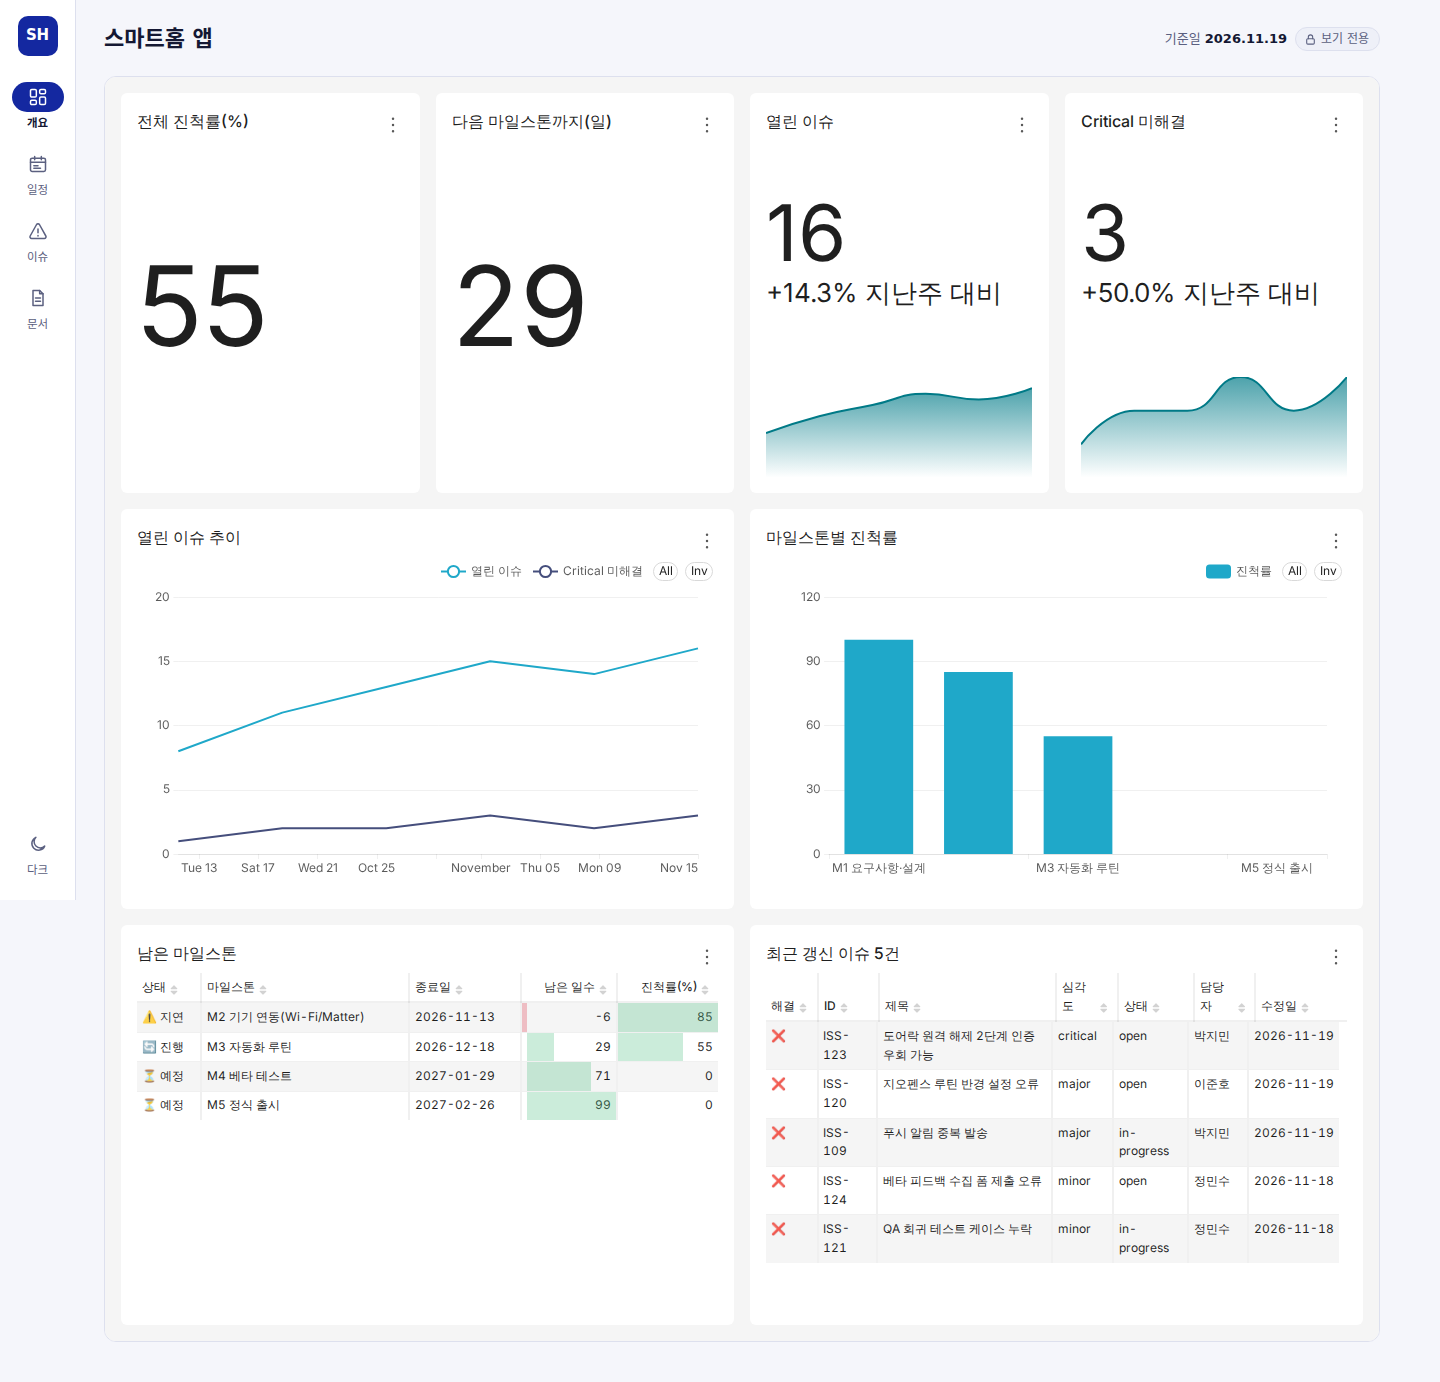 SH
개요
일정
이슈
문서
다크
스마트홈 앱
기준일 2026.11.19 보기 전용
전체 진척률(%)
55
다음 마일스톤까지(일)
29
열린 이슈
16
+14.3% 지난주 대비
Critical 미해결
3
+50.0% 지난주 대비
열린 이슈 추이
열린 이슈 Critical 미해결 All Inv
20
15
10
5
0
Tue 13 Sat 17 Wed 21 Oct 25 November Thu 05 Mon 09 Nov 15
마일스톤별 진척률
진척률 All Inv
120
90
60
30
0
M1 요구사항·설계 M3 자동화 루틴 M5 정식 출시
남은 마일스톤
상태 마일스톤 종료일 남은 일수 진척률(%)
지연 M2 기기 연동(Wi-Fi/Matter) 2026-11-13 -6 85
진행 M3 자동화 루틴 2026-12-18 29 55
예정 M4 베타 테스트 2027-01-29 71 0
예정 M5 정식 출시 2027-02-26 99 0
최근 갱신 이슈 5건
해결 ID 제목 심각도 상태 담당자 수정일
ISS-123 도어락 원격 해제 2단계 인증 우회 가능 critical open 박지민 2026-11-19
ISS-120 지오펜스 루틴 반경 설정 오류 major open 이준호 2026-11-19
ISS-109 푸시 알림 중복 발송 major in-progress 박지민 2026-11-19
ISS-124 베타 피드백 수집 폼 제출 오류 minor open 정민수 2026-11-18
ISS-121 QA 회귀 테스트 케이스 누락 minor in-progress 정민수 2026-11-18